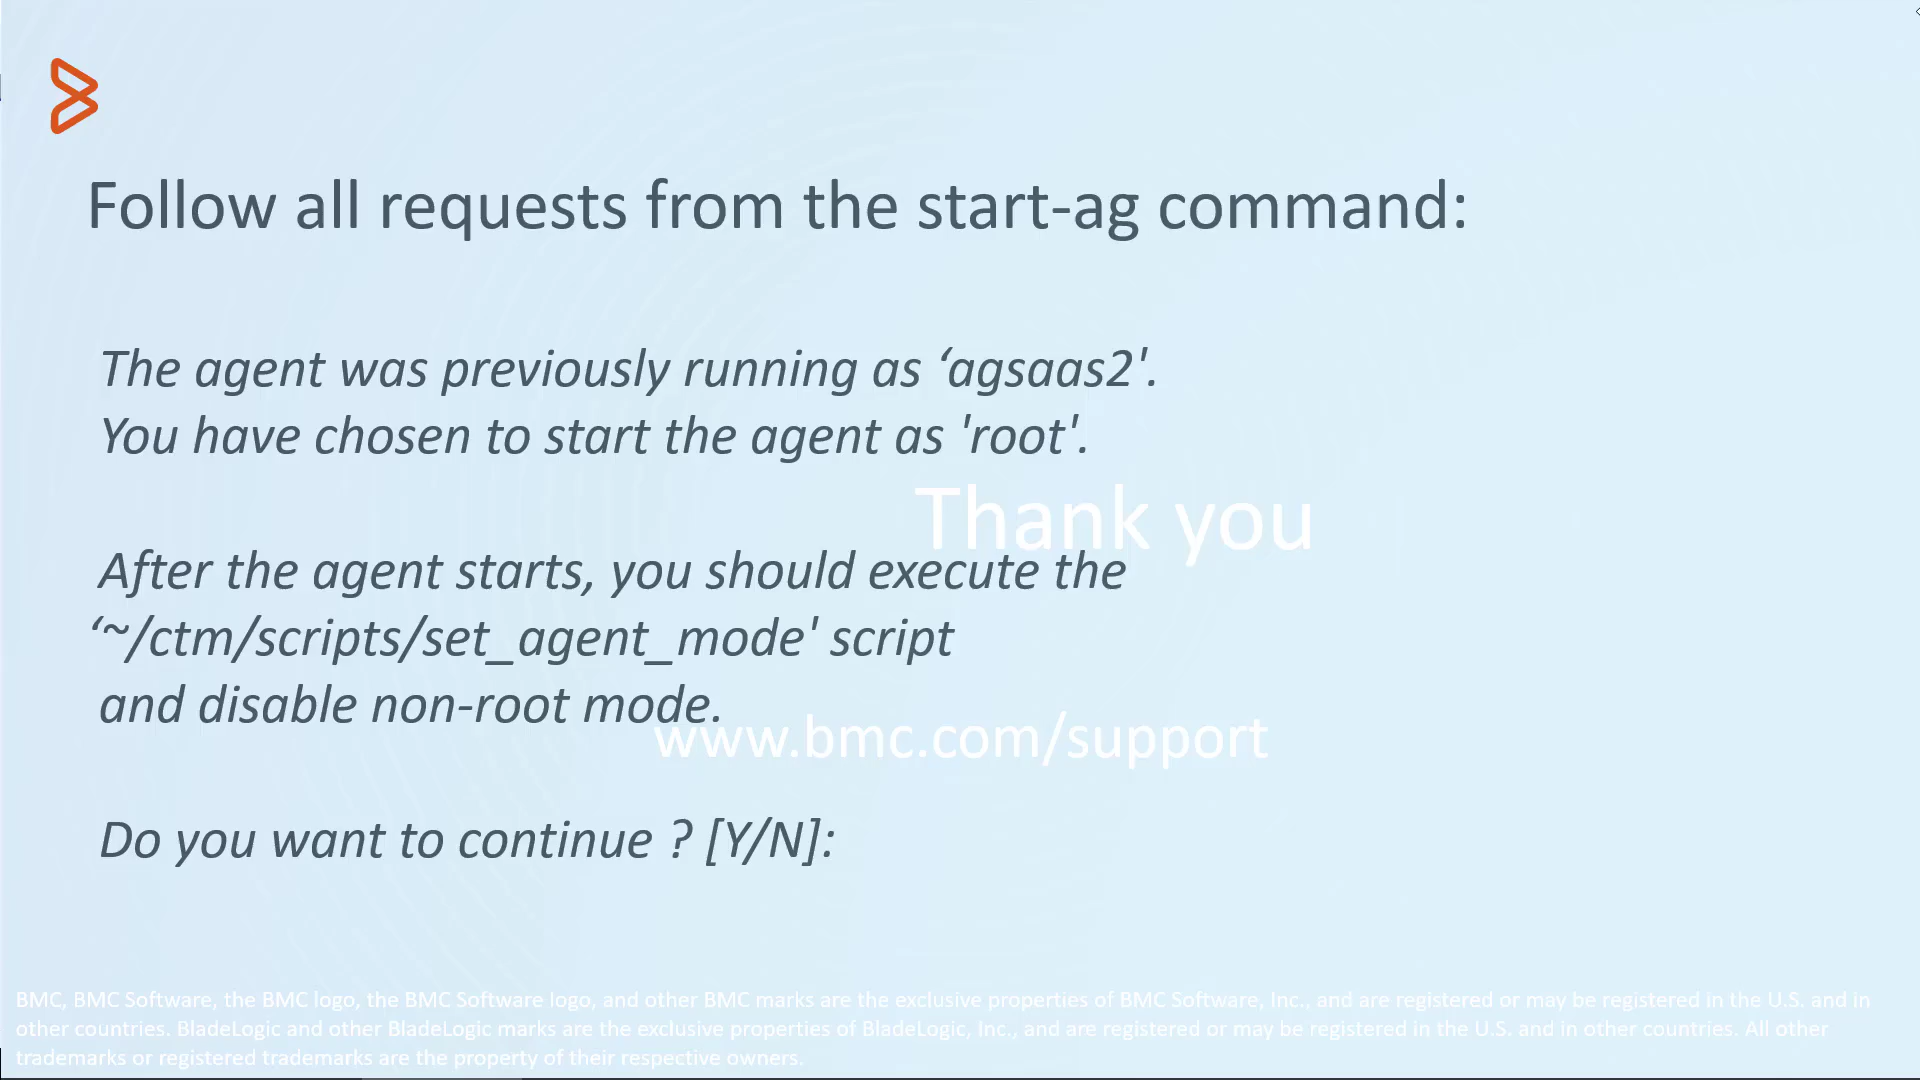 Follow all requests from the start-ag command:
The agent was previously running as ‘agsaas2'.
You have chosen to start the agent as 'root'.
Thank you
After the agent starts, you should execute the
‘~/ctm/scripts/set_agent_mode' script
and disable non-root mode.
www.bmc.com/support
Do you want to continue ? [Y/N]:
BMC, BMC Software, the BMC logo, the BMC Software logo, and other BMC marks are the exclusive properties of BMC Software, Inc., and are registered or may be registered in the U.S. and in
other countries. BladeLogic and other BladeLogic marks are the exclusive properties of BladeLogic, Inc., and are registered or may be registered in the U.S. and in other countries. All other
trademarks or registered trademarks are the property of their respective owners.